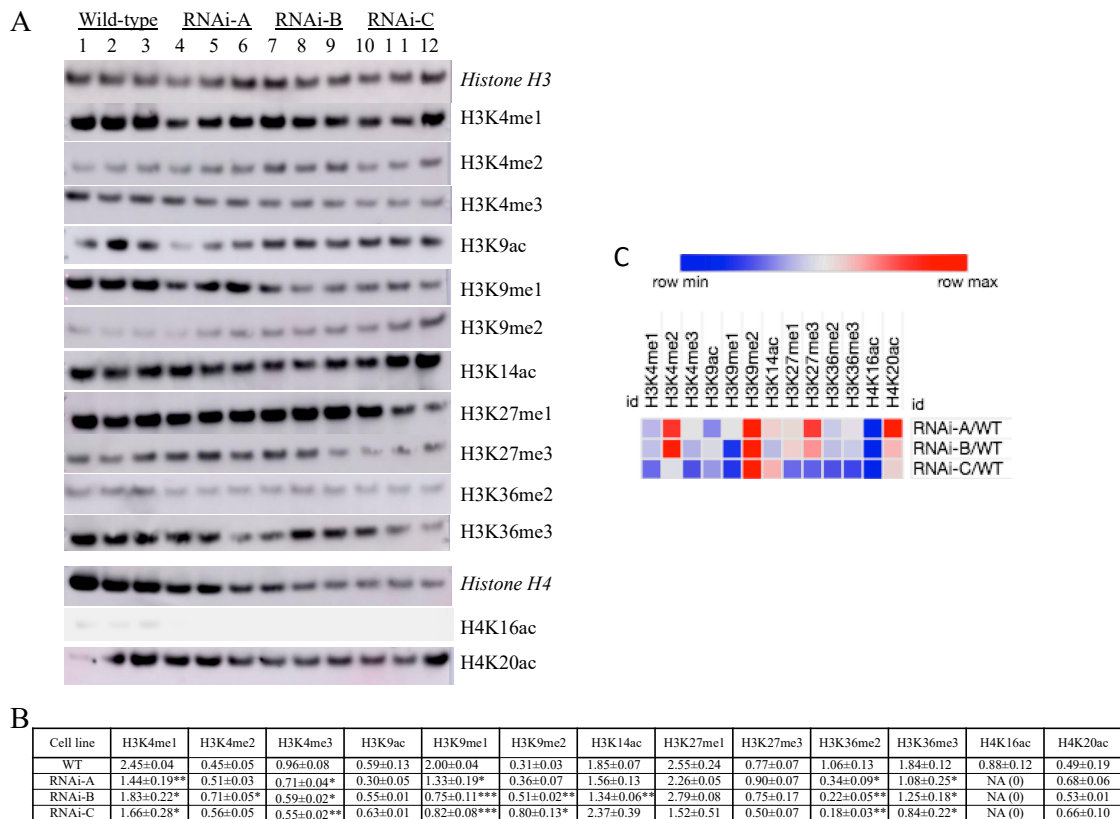 A
Wild-type RNAi-A RNAi-B RNAi-C
1 2 3 4 5 6 7 8 9 10 1 1 12
Histone H3
H3K4me1
H3K4me2
H3K4me3
H3K9ac
H3K9me1
H3K9me2
H3K14ac
H3K27me1
H3K27me3
H3K36me2
H3K36me3
Histone H4
H4K16ac
H4K20ac
C
row min row max
id H3K4me1 H3K4me2 H3K4me3 H3K9ac H3K9me1 H3K9me2 H3K14ac H3K27me1 H3K27me3 H3K36me2 H3K36me3 H4K16ac H4K20ac id
RNAi-A/WT
RNAi-B/WT
RNAi-C/WT
B
Cell line H3K4me1 H3K4me2 H3K4me3 H3K9ac H3K9me1 H3K9me2 H3K14ac H3K27me1 H3K27me3 H3K36me2 H3K36me3 H4K16ac H4K20ac
WT 2.45±0.04 0.45±0.05 0.96±0.08 0.59±0.13 2.00±0.04 0.31±0.03 1.85±0.07 2.55±0.24 0.77±0.07 1.06±0.13 1.84±0.12 0.88±0.12 0.49±0.19
RNAi-A 1.44±0.19** 0.51±0.03 0.71±0.04* 0.30±0.05 1.33±0.19* 0.36±0.07 1.56±0.13 2.26±0.05 0.90±0.07 0.34±0.09* 1.08±0.25* NA (0) 0.68±0.06
RNAi-B 1.83±0.22* 0.71±0.05* 0.59±0.02* 0.55±0.01 0.75±0.11*** 0.51±0.02** 1.34±0.06** 2.79±0.08 0.75±0.17 0.22±0.05** 1.25±0.18* NA (0) 0.53±0.01
RNAi-C 1.66±0.28* 0.56±0.05 0.55±0.02** 0.63±0.01 0.82±0.08*** 0.80±0.13* 2.37±0.39 1.52±0.51 0.50±0.07 0.18±0.03** 0.84±0.22* NA (0) 0.66±0.10